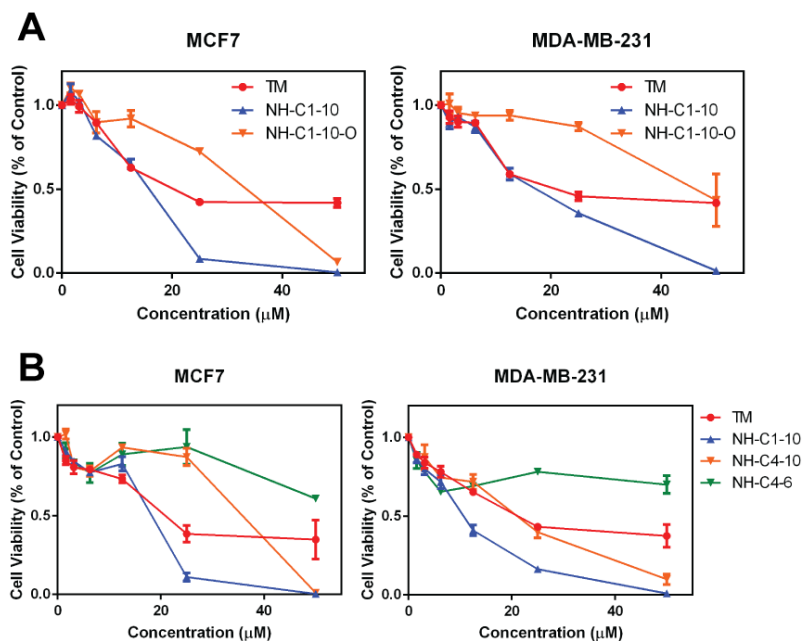 A
MCF7
Cell Viability (% of Control)
1.0
0.5
0.0
0
20
40
Concentration (μM)
TM
NH-C1-10
NH-C1-10-O
MDA-MB-231
Cell Viability (% of Control)
1.0
0.5
0.0
0
20
40
Concentration (μM)
TM
NH-C1-10
NH-C1-10-O
B
MCF7
Cell Viability (% of Control)
1.0
0.5
0.0
0
20
40
Concentration (μM)
MDA-MB-231
Cell Viability (% of Control)
1.0
0.5
0.0
0
20
40
Concentration (μM)
TM
NH-C1-10
NH-C4-10
NH-C4-6